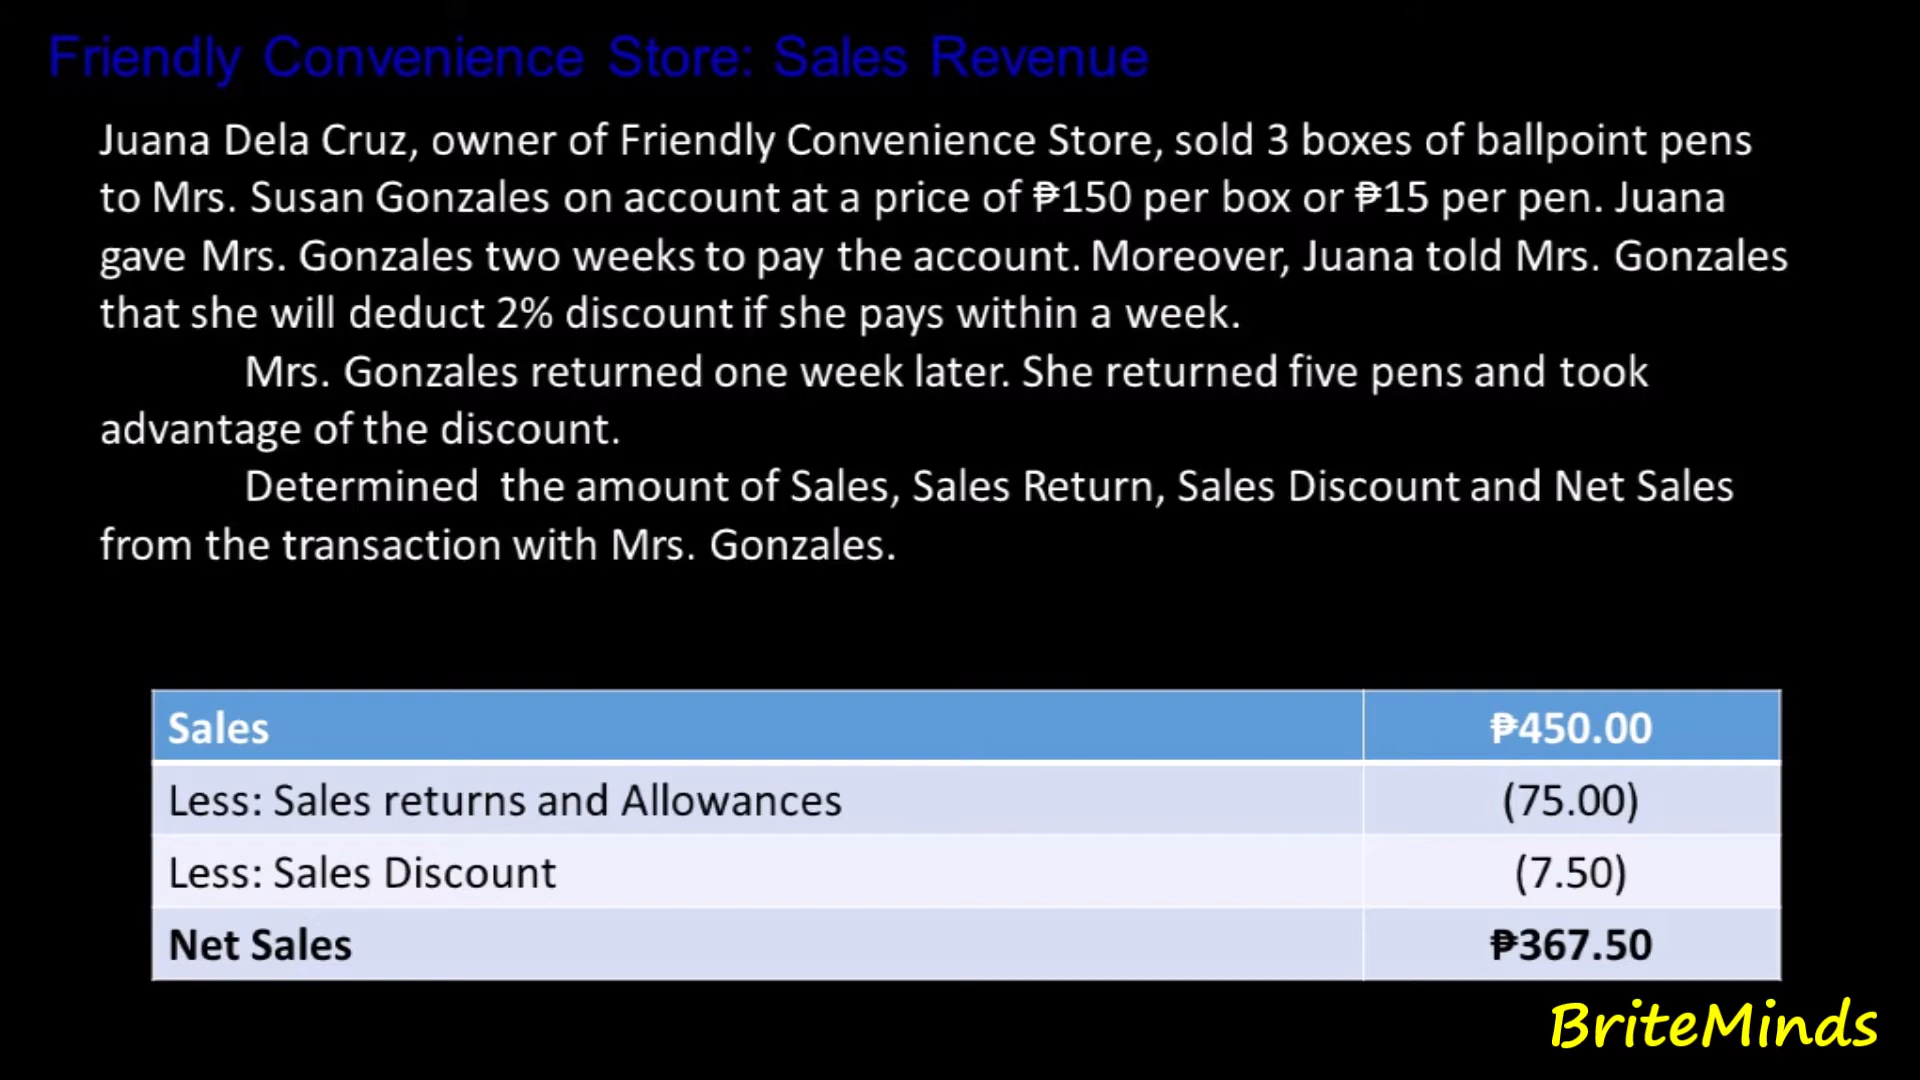 Friendly Convenience Store: Sales Revenue
Juana Dela Cruz, owner of Friendly Convenience Store, sold 3 boxes of ballpoint pens
to Mrs. Susan Gonzales on account at a price of ₱150 per box or ₱15 per pen. Juana
gave Mrs. Gonzales two weeks to pay the account. Moreover, Juana told Mrs. Gonzales
that she will deduct 2% discount if she pays within a week.
Mrs. Gonzales returned one week later. She returned five pens and took
advantage of the discount.
Determined the amount of Sales, Sales Return, Sales Discount and Net Sales
from the transaction with Mrs. Gonzales.
Sales ₱450.00
Less: Sales returns and Allowances (75.00)
Less: Sales Discount (7.50)
Net Sales ₱367.50
BriteMinds